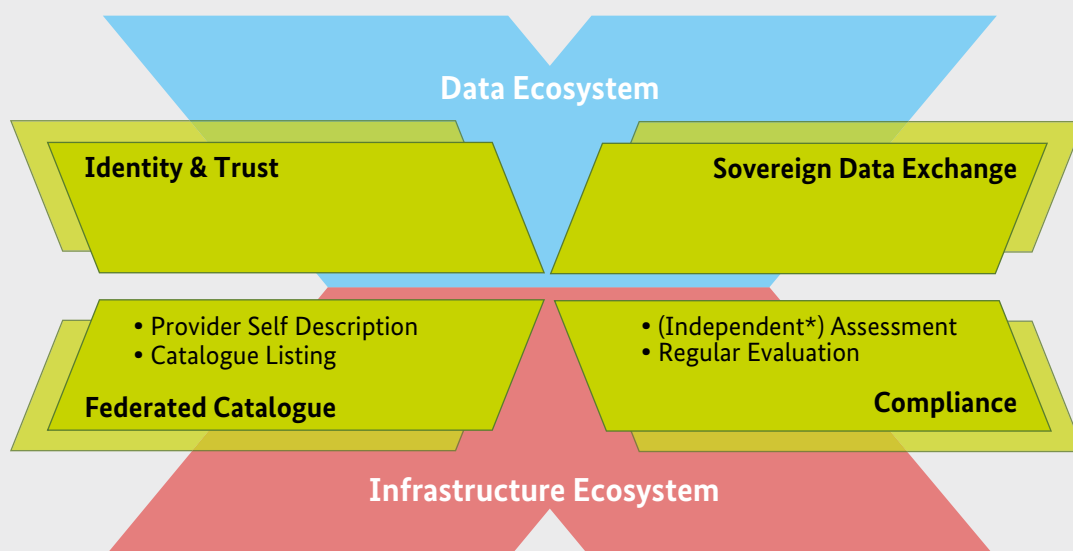 Data Ecosystem
Identity & Trust
Sovereign Data Exchange
• Provider Self Description
• Catalogue Listing
Federated Catalogue
• (Independent*) Assessment
• Regular Evaluation
Compliance
Infrastructure Ecosystem